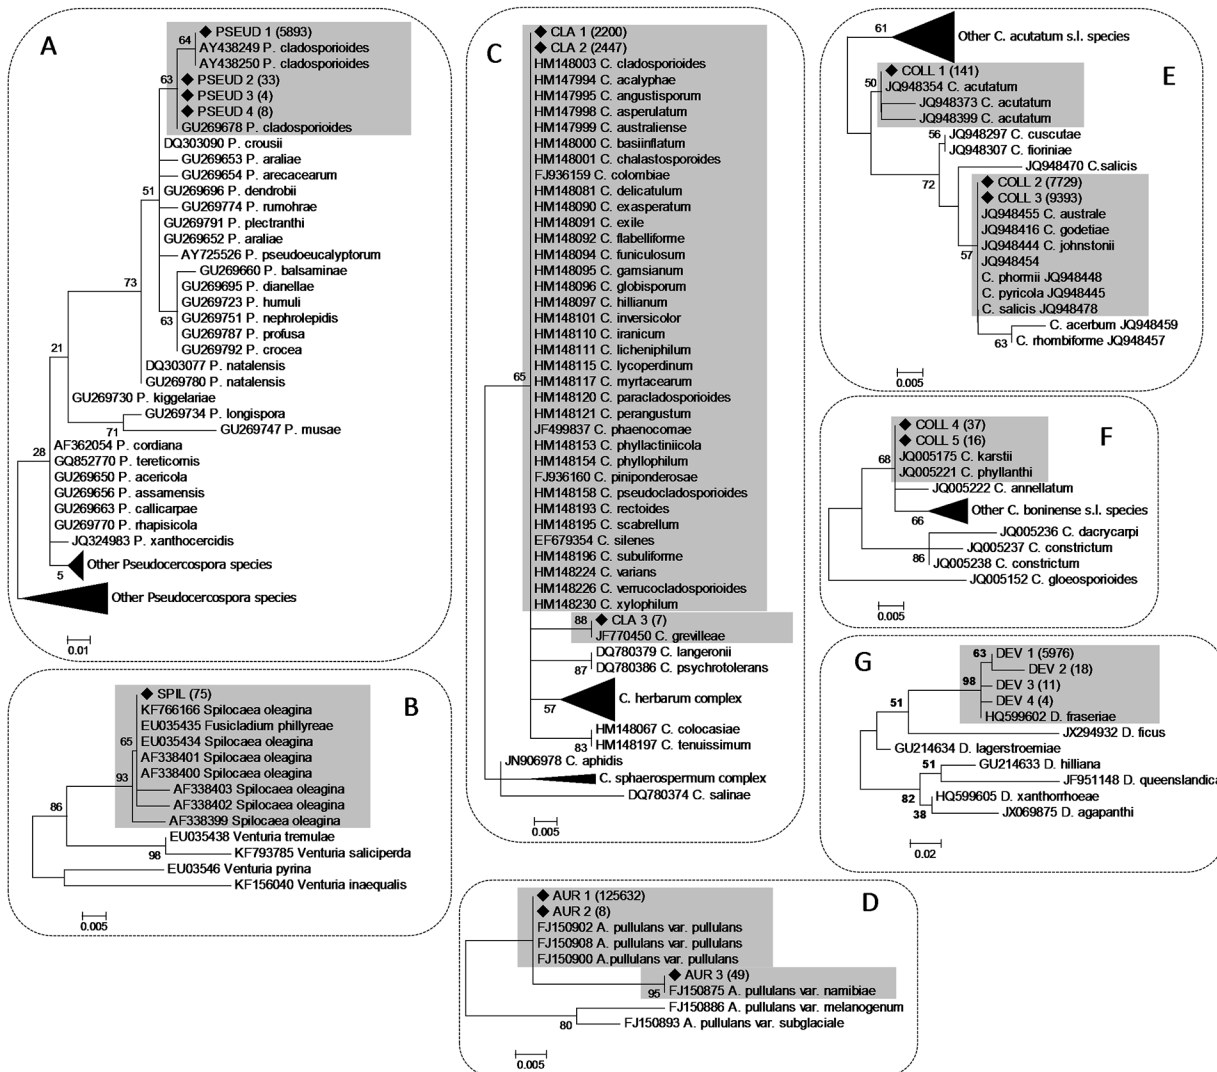 A
64
PSEUD 1 (5893)
AY438249 P. cladosporioides
AY438250 P. cladosporioides
63
PSEUD 2 (33)
PSEUD 3 (4)
PSEUD 4 (8)
GU269678 P. cladosporioides
DQ303090 P. crousii
GU269653 P. araliae
GU269654 P. arecacearum
51
GU269696 P. dendrobii
GU269774 P. rumohrae
GU269791 P. plectranthi
GU269652 P. araliae
AY725526 P. pseudoeucalyptorum
GU269660 P. balsaminae
73
GU269695 P. dianellae
GU269723 P. humuli
63
GU269751 P. nephrolepidis
GU269787 P. profusa
GU269792 P. crocea
21
DQ303077 P. natalensis
GU269780 P. natalensis
GU269730 P. kiggelariae
GU269734 P. longispora
71
GU269747 P. musae
28
AF362054 P. cordiana
GQ852770 P. tereticornis
GU269650 P. acericola
GU269656 P. assamensis
GU269663 P. callicarpae
GU269770 P. rhapisicola
JQ324983 P. xanthocercidis
5
Other Pseudocercospora species
Other Pseudocercospora species
0.01
B
SPIL (75)
KF766166 Spilocaea oleagina
EU035435 Fusicladium phillyreae
65
EU035434 Spilocaea oleagina
AF338401 Spilocaea oleagina
93
AF338400 Spilocaea oleagina
AF338403 Spilocaea oleagina
86
AF338402 Spilocaea oleagina
AF338399 Spilocaea oleagina
EU035438 Venturia tremulae
98
KF793785 Venturia saliciperda
EU03546 Venturia pyrina
KF156040 Venturia inaequalis
0.005
C
CLA 1 (2200)
CLA 2 (2447)
HM148003 C. cladosporioides
HM147994 C. acalyphae
HM147995 C. angustisporum
HM147998 C. asperulatum
HM147999 C. australiense
HM148000 C. basiinflatum
HM148001 C. chalastosporoides
FJ936159 C. colombiae
HM148081 C. delicatulum
HM148090 C. exasperatum
HM148091 C. exile
HM148092 C. flabelliforme
HM148094 C. funiculosum
HM148095 C. gamsianum
HM148096 C. globisporum
HM148097 C. hillianum
HM148101 C. inversicolor
HM148110 C. iranicum
HM148111 C. licheniphilum
HM148115 C. lycoperdinum
65
HM148117 C. myrtacearum
HM148120 C. paracladosporioides
HM148121 C. perangustum
JF499837 C. phaenocomae
HM148153 C. phyllactiniicola
HM148154 C. phyllophilum
FJ936160 C. piniponderosae
HM148158 C. pseudocladosporioides
HM148193 C. rectoides
HM148195 C. scabrellum
EF679354 C. silenes
HM148196 C. subuliforme
HM148224 C. varians
HM148226 C. verrucocladosporioides
HM148230 C. xylophilum
88
CLA 3 (7)
JF770450 C. grevilleae
DQ780379 C. langeronii
87
DQ780386 C. psychrotolerans
57
C. herbarum complex
HM148067 C. colocasiae
83
HM148197 C. tenuissimum
JN906978 C. aphidis
C. sphaerospermum complex
DQ780374 C. salinae
0.005
D
AUR 1 (125632)
AUR 2 (8)
FJ150902 A. pullulans var. pullulans
FJ150908 A. pullulans var. pullulans
FJ150900 A.pullulans var. pullulans
AUR 3 (49)
95
FJ150875 A. pullulans var. namibiae
FJ150886 A. pullulans var. melanogenum
80
FJ150893 A. pullulans var. subglaciale
0.005
E
61
Other C. acutatum s.l. species
COLL 1 (141)
50
JQ948354 C. acutatum
JQ948373 C. acutatum
JQ948399 C. acutatum
56
JQ948297 C. cuscutae
JQ948307 C. fioriniae
JQ948470 C.salicis
72
COLL 2 (7729)
COLL 3 (9393)
JQ948455 C. australe
JQ948416 C. godetiae
JQ948444 C. johnstonii
57
JQ948454
C. phormii JQ948448
C. pyricola JQ948445
C. salicis JQ948478
C. acerbum JQ948459
63
C. rhombiforme JQ948457
0.005
F
COLL 4 (37)
COLL 5 (16)
68
JQ005175 C. karstii
JQ005221 C. phyllanthi
JQ005222 C. annellatum
66
Other C. boninense s.l. species
JQ005236 C. dacrycarpi
JQ005237 C. constrictum
86
JQ005238 C. constrictum
JQ005152 C. gloeosporioides
0.005
G
63
DEV 1 (5976)
DEV 2 (18)
98
DEV 3 (11)
DEV 4 (4)
51
HQ599602 D. fraseriae
JX294932 D. ficus
GU214634 D. lagerstroemiae
51
GU214633 D. hilliana
JF951148 D. queenslandica
82
HQ599605 D. xanthorrhoeae
38
JX069875 D. agapanthi
0.02